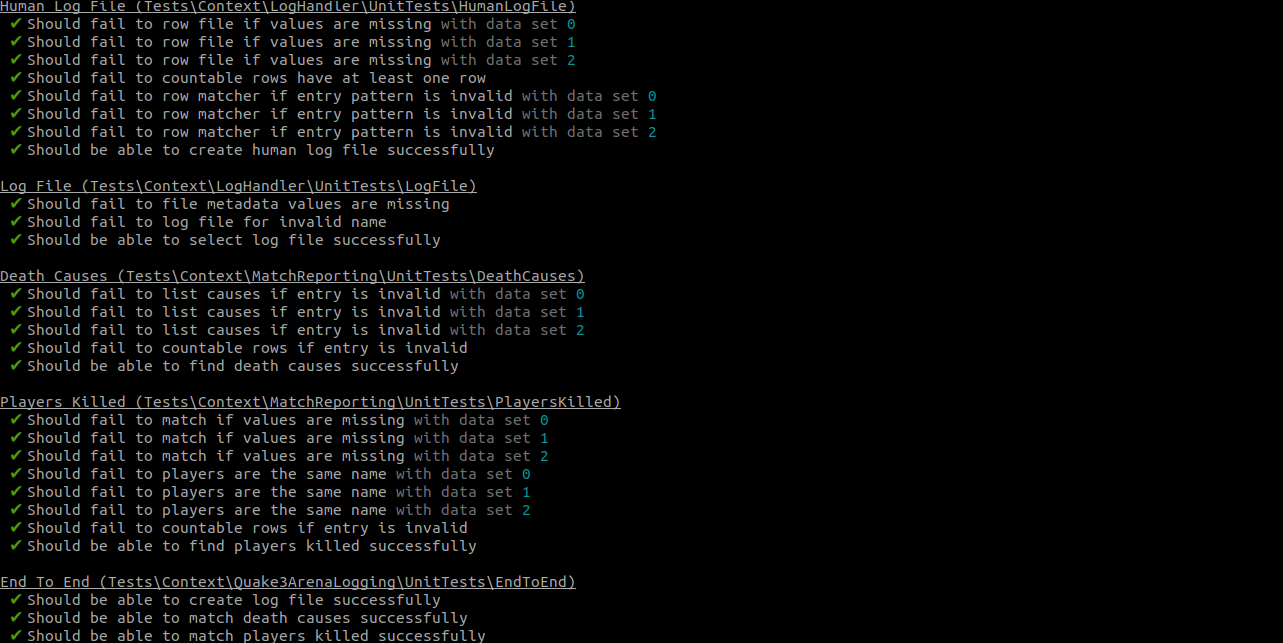 Human Log File (Tests\Context\LogHandler\UnitTests\HumanLogFile)
✔ Should fail to row file if values are missing with data set 0
✔ Should fail to row file if values are missing with data set 1
✔ Should fail to row file if values are missing with data set 2
✔ Should fail to countable rows have at least one row
✔ Should fail to row matcher if entry pattern is invalid with data set 0
✔ Should fail to row matcher if entry pattern is invalid with data set 1
✔ Should fail to row matcher if entry pattern is invalid with data set 2
✔ Should be able to create human log file successfully
Log File (Tests\Context\LogHandler\UnitTests\LogFile)
✔ Should fail to file metadata values are missing
✔ Should fail to log file for invalid name
✔ Should be able to select log file successfully
Death Causes (Tests\Context\MatchReporting\UnitTests\DeathCauses)
✔ Should fail to list causes if entry is invalid with data set 0
✔ Should fail to list causes if entry is invalid with data set 1
✔ Should fail to list causes if entry is invalid with data set 2
✔ Should fail to countable rows if entry is invalid
✔ Should be able to find death causes successfully
Players Killed (Tests\Context\MatchReporting\UnitTests\PlayersKilled)
✔ Should fail to match if values are missing with data set 0
✔ Should fail to match if values are missing with data set 1
✔ Should fail to match if values are missing with data set 2
✔ Should fail to players are the same name with data set 0
✔ Should fail to players are the same name with data set 1
✔ Should fail to players are the same name with data set 2
✔ Should fail to countable rows if entry is invalid
✔ Should be able to find players killed successfully
End To End (Tests\Context\Quake3ArenaLogging\UnitTests\EndToEnd)
✔ Should be able to create log file successfully
✔ Should be able to match death causes successfully
✔ Should be able to match players killed successfully